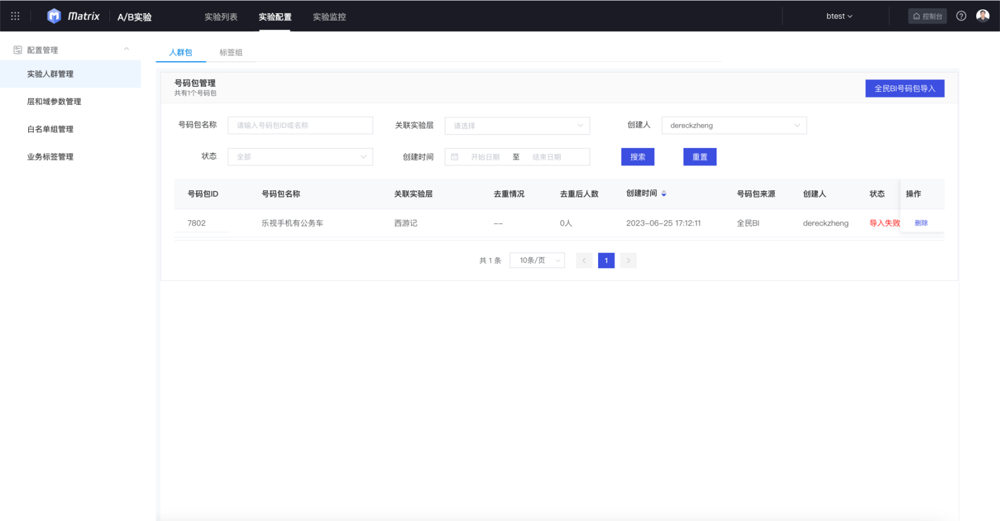 Matrix
A/B实验
实验列表
实验配置
实验监控
btest
控制台
配置管理
实验人群管理
层和域参数管理
白名单组管理
业务标签管理
人群包
标签组
号码包管理
共有1个号码包
全民BI号码包导入
号码包名称
请输入号码包ID或名称
关联实验层
请选择
创建人
dereckzheng
状态
全部
创建时间
开始日期 至 结束日期
搜索
重置
号码包ID 号码包名称 关联实验层 去重情况 去重后人数 创建时间 号码包来源 创建人 状态 操作
7802 乐视手机有公务车 西游记 -- 0人 2023-06-25 17:12:11 全民BI dereckzheng 导入失败 删除
共 1 条 10条/页 < 1 >